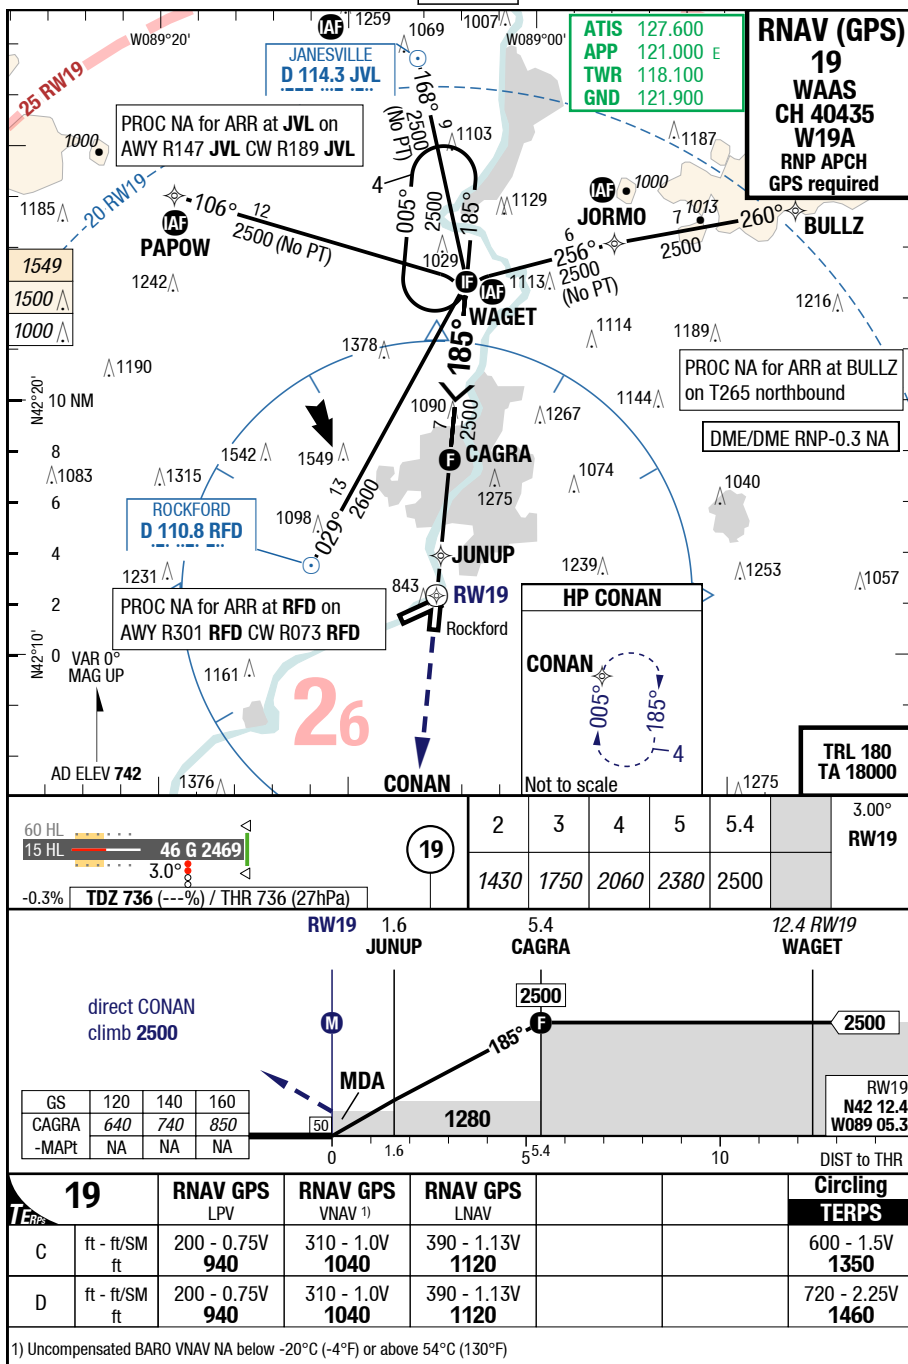 1259
1069
1007
W089°20'
W089°00'
IAF
JANESVILLE
D 114.3 JVL
ATIS 127.600
APP 121.000 E
TWR 118.100
GND 121.900
RNAV (GPS)
19
WAAS
CH 40435
W19A
RNP APCH
GPS required
25 RW19
20 RW19
PROC NA for ARR at JVL on
AWY R147 JVL CW R189 JVL
168°
9
2500
(No PT)
1103
1187
1000
1185
4
005°
2500
185°
1129
IAF
1000
JORMO
1013
7
260°
BULLZ
2500
106°
12
2500 (No PT)
IAF
PAPOW
6
256°
2500
(No PT)
1029
1113
IF
IAF
WAGET
1549
1500
1000
1242
1216
1114
1189
185°
1378
1190
PROC NA for ARR at BULLZ
on T265 northbound
N42°20'
10 NM
8
6
4
2
0
1090
7
2500
1267
1144
DME/DME RNP-0.3 NA
1542
1549
F
CAGRA
1083
1315
1275
1074
1040
13
2600
029°
1098
ROCKFORD
D 110.8 RFD
JUNUP
1231
1239
1253
1057
843
RW19
PROC NA for ARR at RFD on
AWY R301 RFD CW R073 RFD
Rockford
HP CONAN
N42°10'
VAR 0°
MAG UP
1161
CONAN
005°
185°
4
26
AD ELEV 742
1376
CONAN
Not to scale
1275
TRL 180
TA 18000
60 HL
15 HL
46 G 2469
3.0°
-0.3%
TDZ 736 (---%) / THR 736 (27hPa)
19
2 3 4 5 5.4
1430 1750 2060 2380 2500
3.00°
RW19
RW19 1.6 5.4 12.4 RW19
JUNUP CAGRA WAGET
direct CONAN
climb 2500
2500
M
F
185°
2500
MDA
1280
50
GS 120 140 160
CAGRA 640 740 850
-MAPt NA NA NA
RW19
N42 12.4
W089 05.3
0 1.6 5 5.4 10 DIST to THR
TERPS 19
RNAV GPS LPV
RNAV GPS VNAV 1)
RNAV GPS LNAV
Circling TERPS
C ft - ft/SM 200 - 0.75V 310 - 1.0V 390 - 1.13V 600 - 1.5V
ft 940 1040 1120 1350
D ft - ft/SM 200 - 0.75V 310 - 1.0V 390 - 1.13V 720 - 2.25V
ft 940 1040 1120 1460
1) Uncompensated BARO VNAV NA below -20°C (-4°F) or above 54°C (130°F)